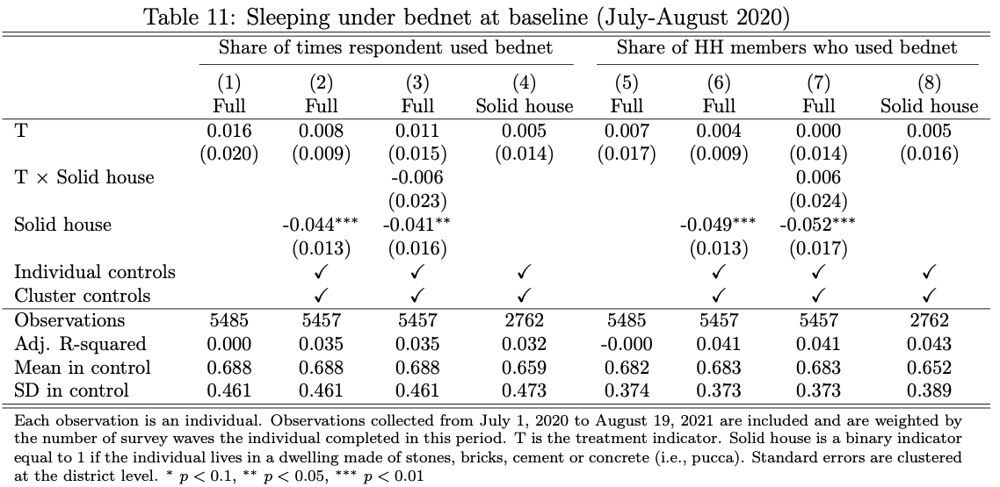 Table 11: Sleeping under bednet at baseline (July-August 2020)
Share of times respondent used bednet Share of HH members who used bednet
(1) (2) (3) (4) (5) (6) (7) (8)
Full Full Full Solid house Full Full Full Solid house
T 0.016 0.008 0.011 0.005 0.007 0.004 0.000 0.005
(0.020) (0.009) (0.015) (0.014) (0.017) (0.009) (0.014) (0.016)
T × Solid house -0.006 0.006
(0.023) (0.024)
Solid house -0.044*** -0.041** -0.049*** -0.052***
(0.013) (0.016) (0.013) (0.017)
Individual controls ✓ ✓ ✓ ✓ ✓ ✓
Cluster controls ✓ ✓ ✓ ✓ ✓ ✓
Observations 5485 5457 5457 2762 5485 5457 5457 2762
Adj. R-squared 0.000 0.035 0.035 0.032 -0.000 0.041 0.041 0.043
Mean in control 0.688 0.688 0.688 0.659 0.682 0.683 0.683 0.652
SD in control 0.461 0.461 0.461 0.473 0.374 0.373 0.373 0.389
Each observation is an individual. Observations collected from July 1, 2020 to August 19, 2021 are included and are weighted by
the number of survey waves the individual completed in this period. T is the treatment indicator. Solid house is a binary indicator
equal to 1 if the individual lives in a dwelling made of stones, bricks, cement or concrete (i.e., pucca). Standard errors are clustered
at the district level. * p < 0.1, ** p < 0.05, *** p < 0.01